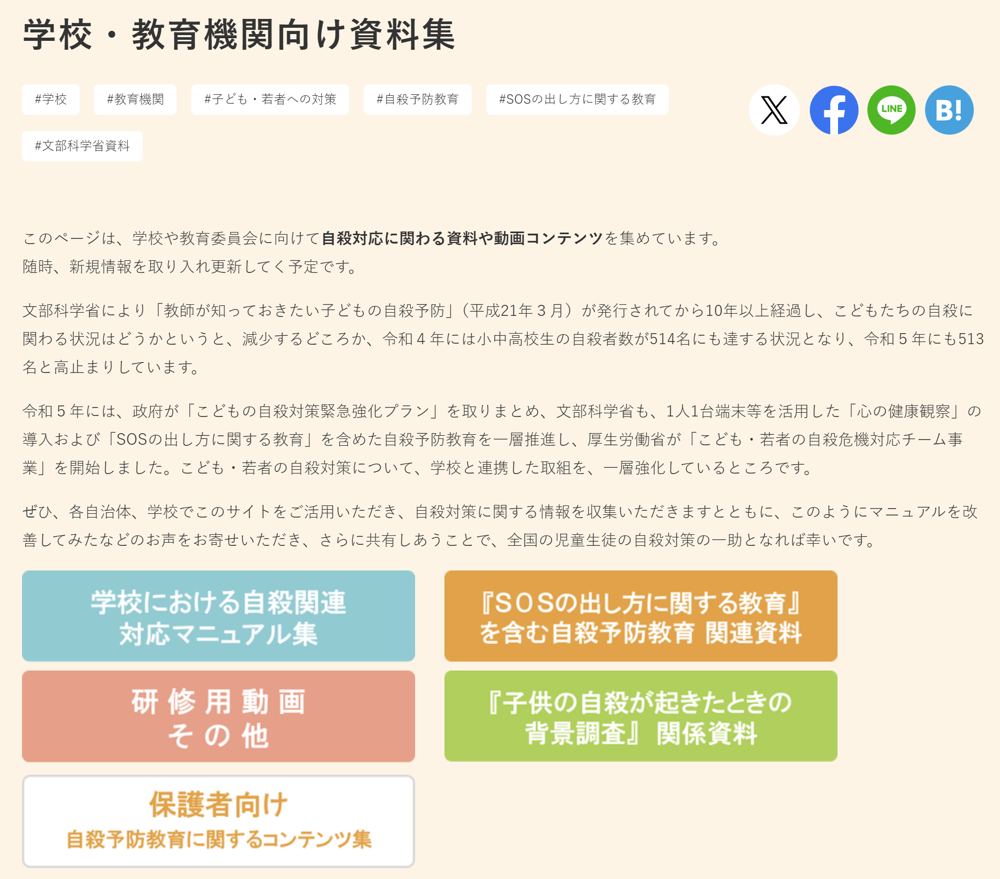 学校・教育機関向け資料集
#学校 #教育機関 #子ども・若者への対策 #自殺予防教育 #SOSの出し方に関する教育
LINE B!
#文部科学省資料
このページは、学校や教育委員会に向けて自殺対応に関わる資料や動画コンテンツを集めています。
随時、新規情報を取り入れ更新してく予定です。
文部科学省により「教師が知っておきたい子どもの自殺予防」（平成21年３月）が発行されてから10年以上経過し、こどもたちの自殺に
関わる状況はどうかというと、減少するどころか、令和４年には小中高校生の自殺者数が514名にも達する状況となり、令和５年にも513
名と高止まりしています。
令和５年には、政府が「こどもの自殺対策緊急強化プラン」を取りまとめ、文部科学省も、1人1台端末等を活用した「心の健康観察」の
導入および「SOSの出し方に関する教育」を含めた自殺予防教育を一層推進し、厚生労働省が「こども・若者の自殺危機対応チーム事
業」を開始しました。こども・若者の自殺対策について、学校と連携した取組を、一層強化しているところです。
ぜひ、各自治体、学校でこのサイトをご活用いただき、自殺対策に関する情報を収集いただきますとともに、このようにマニュアルを改
善してみたなどのお声をお寄せいただき、さらに共有しあうことで、全国の児童生徒の自殺対策の一助となれば幸いです。
学校における自殺関連
対応マニュアル集
『ＳＯＳの出し方に関する教育』
を含む自殺予防教育 関連資料
研修用動画
その他
『子供の自殺が起きたときの
背景調査』 関係資料
保護者向け
自殺予防教育に関するコンテンツ集